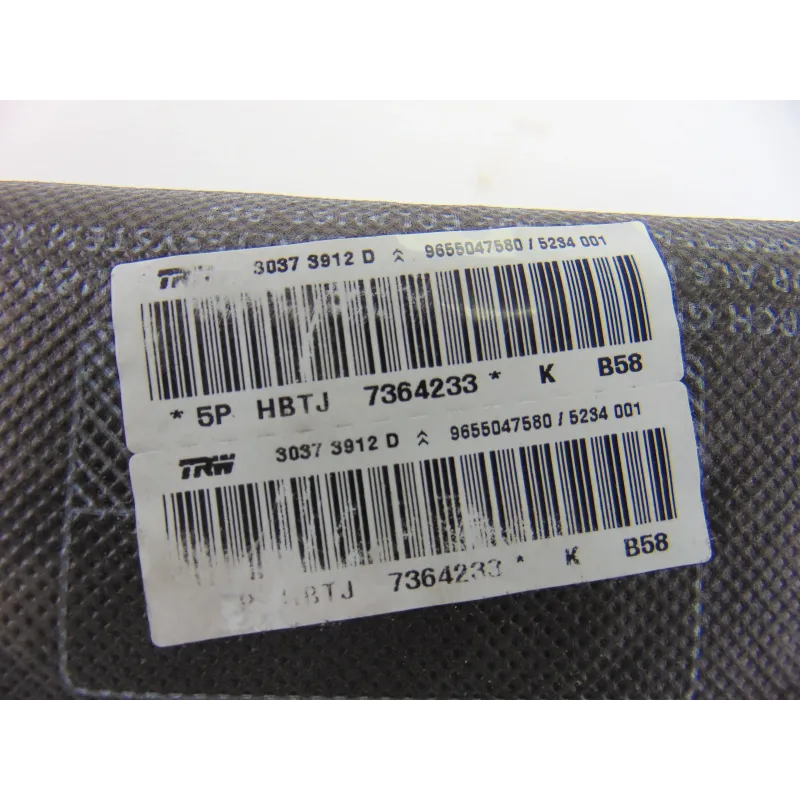 TRW 3037 3912 D 9655047580 / 5234 001
* 5P HBTJ 7364233 * K B58
TRW 3037 3912 D 9655047580 / 5234 001
P HBTJ 7364233 * K B58